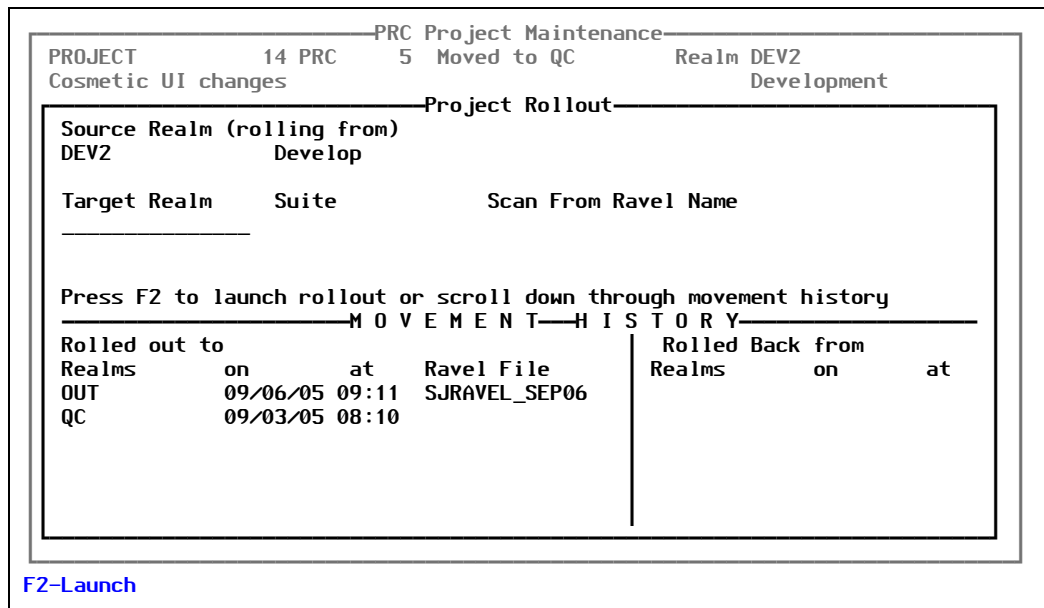 PRC Project Maintenance
PROJECT 14 PRC 5 Moved to QC Realm DEV2
Cosmetic UI changes Development
Project Rollout
Source Realm (rolling from)
DEV2 Develop
Target Realm Suite Scan From Ravel Name
_______________
Press F2 to launch rollout or scroll down through movement history
M O V E M E N T H I S T O R Y
Rolled out to Rolled Back from
Realms on at Ravel File Realms on at
OUT 09/06/05 09:11 SJRAVEL_SEP06
QC 09/03/05 08:10
F2-Launch